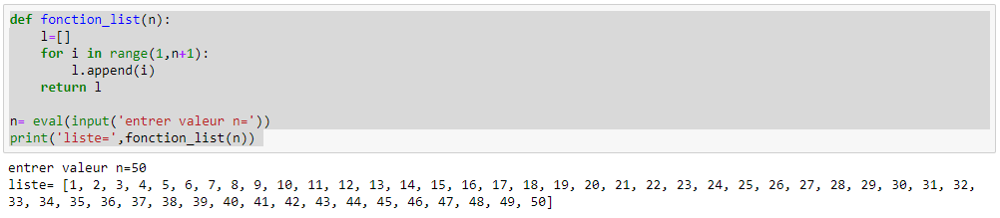 def fonction_list(n):
    l=[]
    for i in range(1,n+1):
        l.append(i)
    return l
n= eval(input('entrer valeur n='))
print('liste=',fonction_list(n))
entrer valeur n=50
liste= [1, 2, 3, 4, 5, 6, 7, 8, 9, 10, 11, 12, 13, 14, 15, 16, 17, 18, 19, 20, 21, 22, 23, 24, 25, 26, 27, 28, 29, 30, 31, 32,
33, 34, 35, 36, 37, 38, 39, 40, 41, 42, 43, 44, 45, 46, 47, 48, 49, 50]